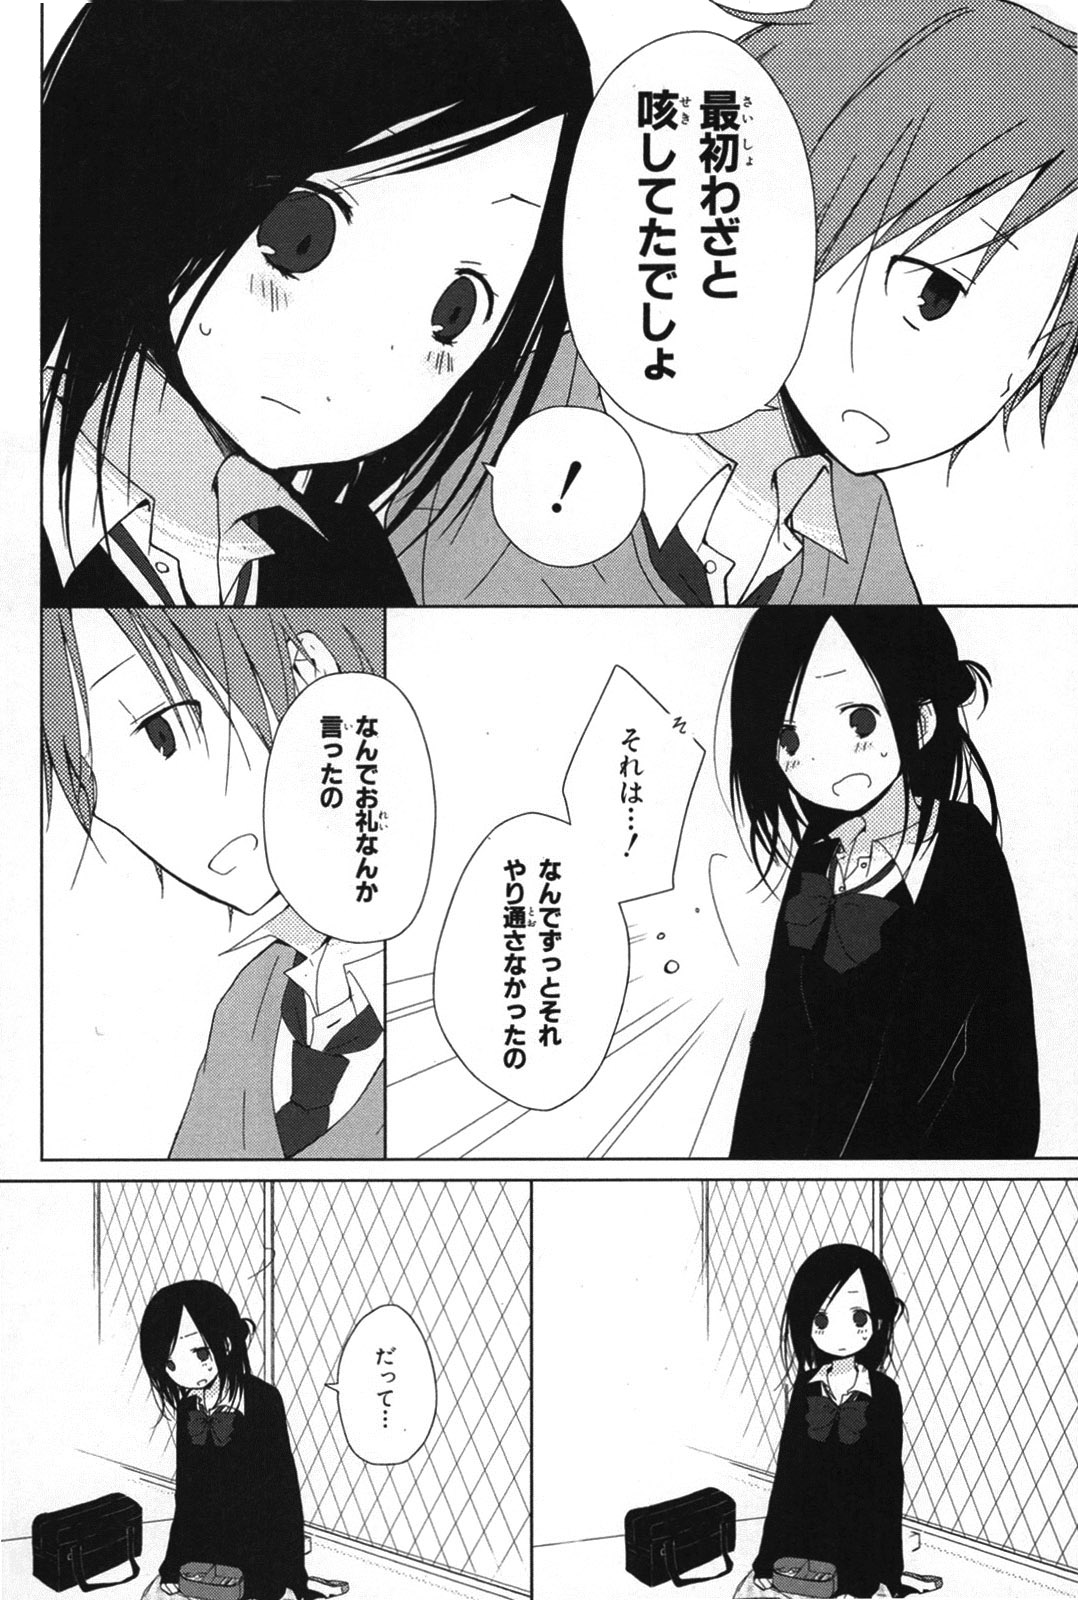 最初わざと
咳してたでしょ
！
そ
それは…！
なんでずっとそれ
やり通さなかったの
なんでお礼なんか
言ったの
だって…